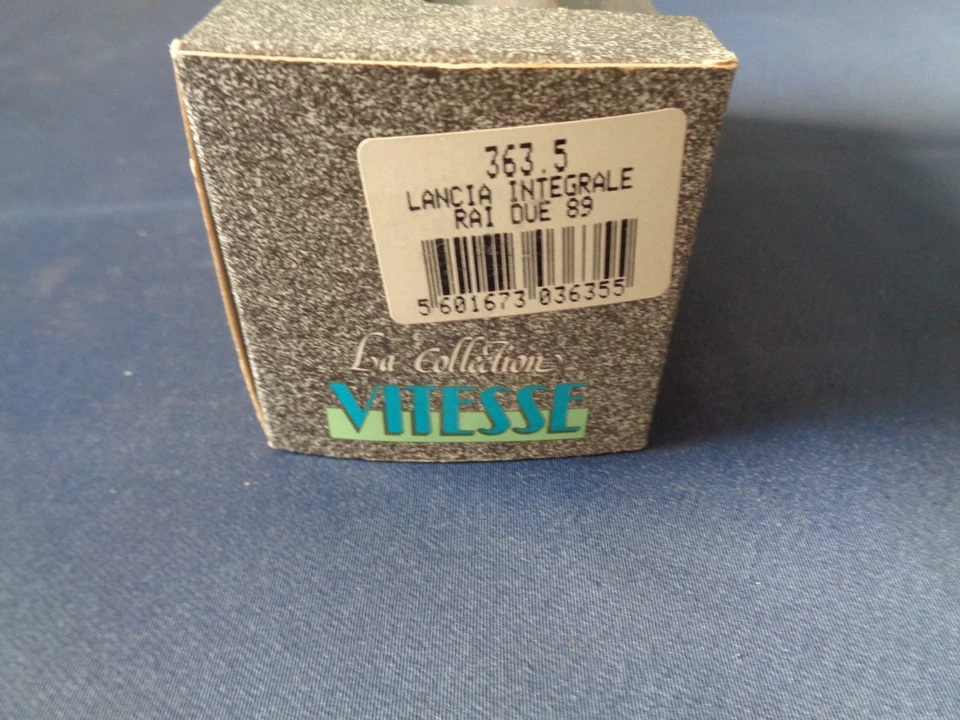 363.5
LANCIA INTEGRALE
RAI DUE 89
5 601673 036355
La Collection
VITESSE